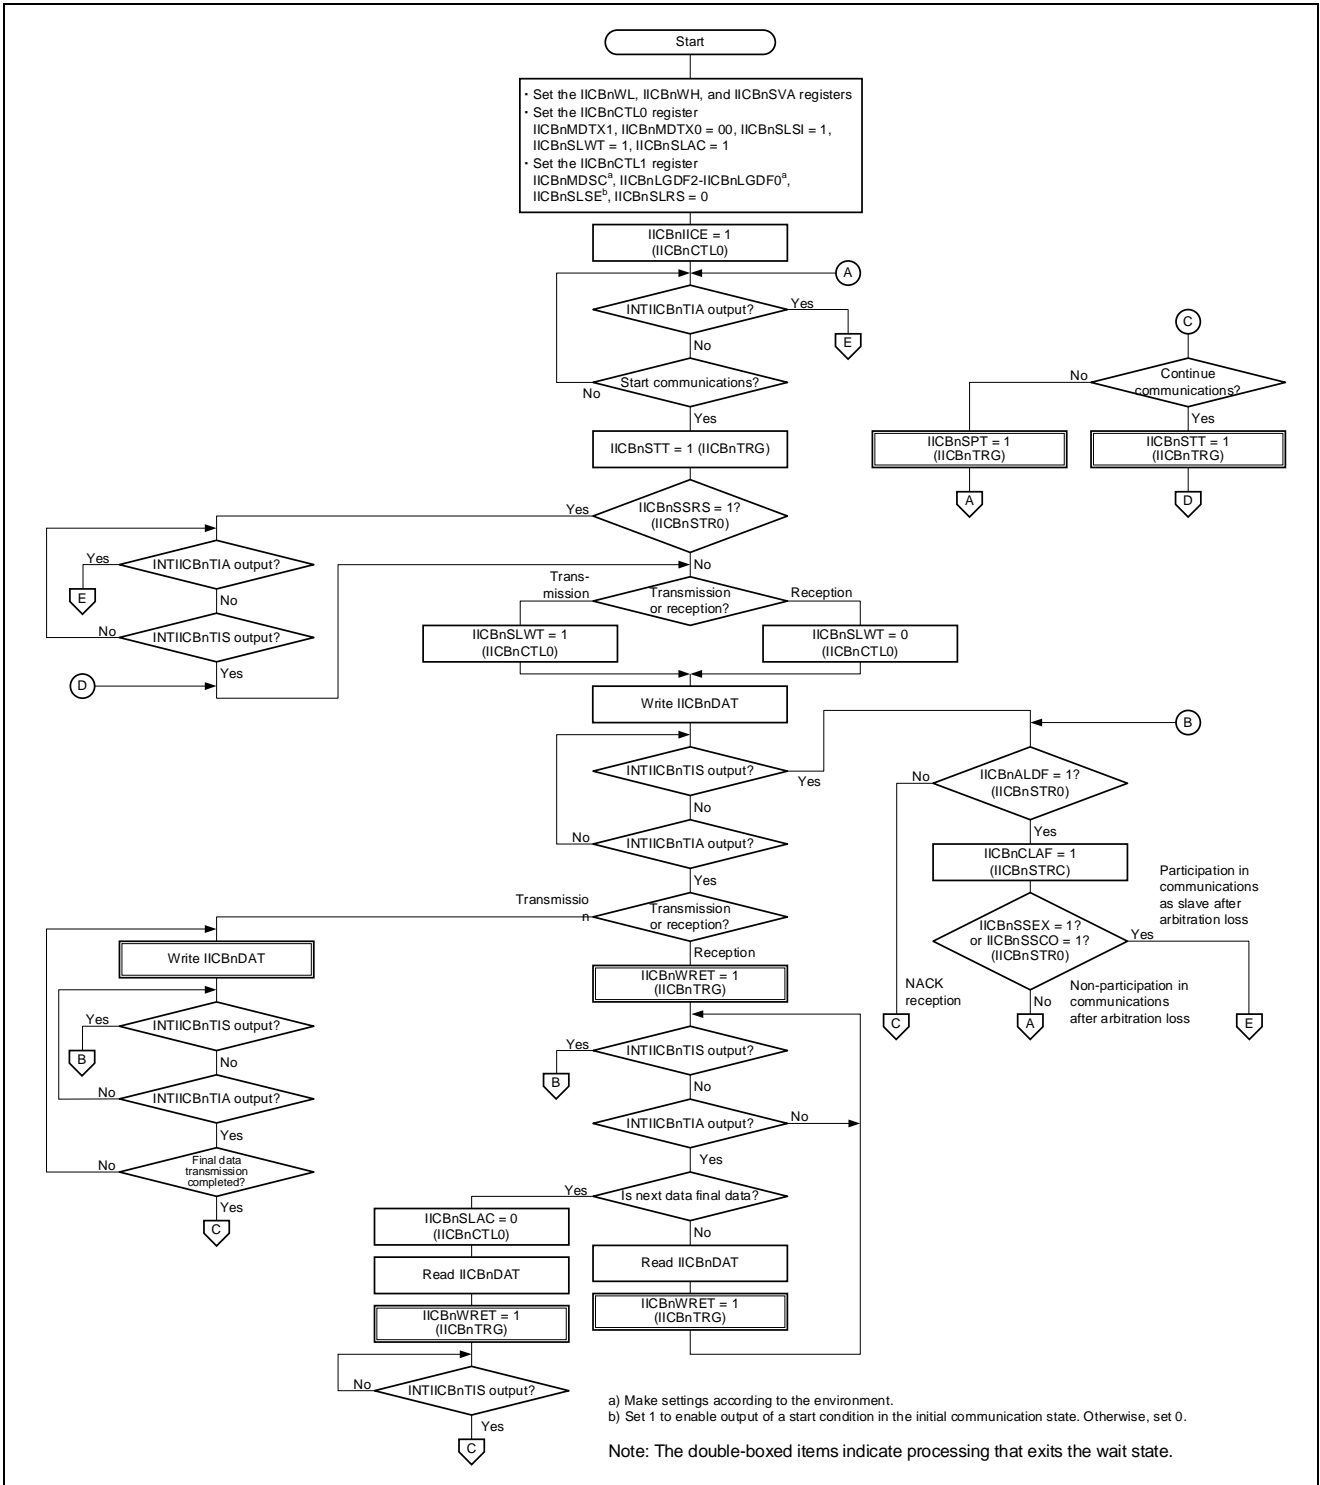 Start
・Set the IICBnWL, IICBnWH, and IICBnSVA registers
・Set the IICBnCTL0 register
IICBnMDTX1, IICBnMDTX0 = 00, IICBnSLSI = 1,
IICBnSLWT = 1, IICBnSLAC = 1
・Set the IICBnCTL1 register
IICBnMDSCa, IICBnLGDF2-IICBnLGDF0a,
IICBnSLSEb, IICBnSLRS = 0
IICBnIICE = 1
(IICBnCTL0)
A
INTIICBnTIA output?
Yes
E
No
Start communications?
No
Yes
IICBnSTT = 1 (IICBnTRG)
C
Continue
communications?
No
Yes
IICBnSPT = 1
(IICBnTRG)
IICBnSTT = 1
(IICBnTRG)
A
D
IICBnSSRS = 1?
(IICBnSTR0)
Yes
No
INTIICBnTIA output?
Yes
E
No
INTIICBnTIS output?
No
Yes
D
Trans-
mission
Transmission
or reception?
Reception
IICBnSLWT = 1
(IICBnCTL0)
IICBnSLWT = 0
(IICBnCTL0)
Write IICBnDAT
INTIICBnTIS output?
Yes
No
INTIICBnTIA output?
No
Yes
B
IICBnALDF = 1?
(IICBnSTR0)
No
Yes
IICBnCLAF = 1
(IICBnSTRC)
IICBnSSEX = 1?
or IICBnSSCO = 1?
(IICBnSTR0)
Participation in
communications
as slave after
arbitration loss
Yes
No
NACK
reception
Non-participation in
communications
after arbitration loss
C
A
E
Transmissio
n
Transmission
or reception?
Reception
Write IICBnDAT
INTIICBnTIS output?
Yes
B
No
INTIICBnTIA output?
No
Yes
Final data
transmission
completed?
No
Yes
C
IICBnWRET = 1
(IICBnTRG)
INTIICBnTIS output?
Yes
B
No
INTIICBnTIA output?
No
Yes
Is next data final data?
Yes
No
IICBnSLAC = 0
(IICBnCTL0)
Read IICBnDAT
IICBnWRET = 1
(IICBnTRG)
Read IICBnDAT
IICBnWRET = 1
(IICBnTRG)
INTIICBnTIS output?
No
Yes
C
a) Make settings according to the environment.
b) Set 1 to enable output of a start condition in the initial communication state. Otherwise, set 0.
Note: The double-boxed items indicate processing that exits the wait state.